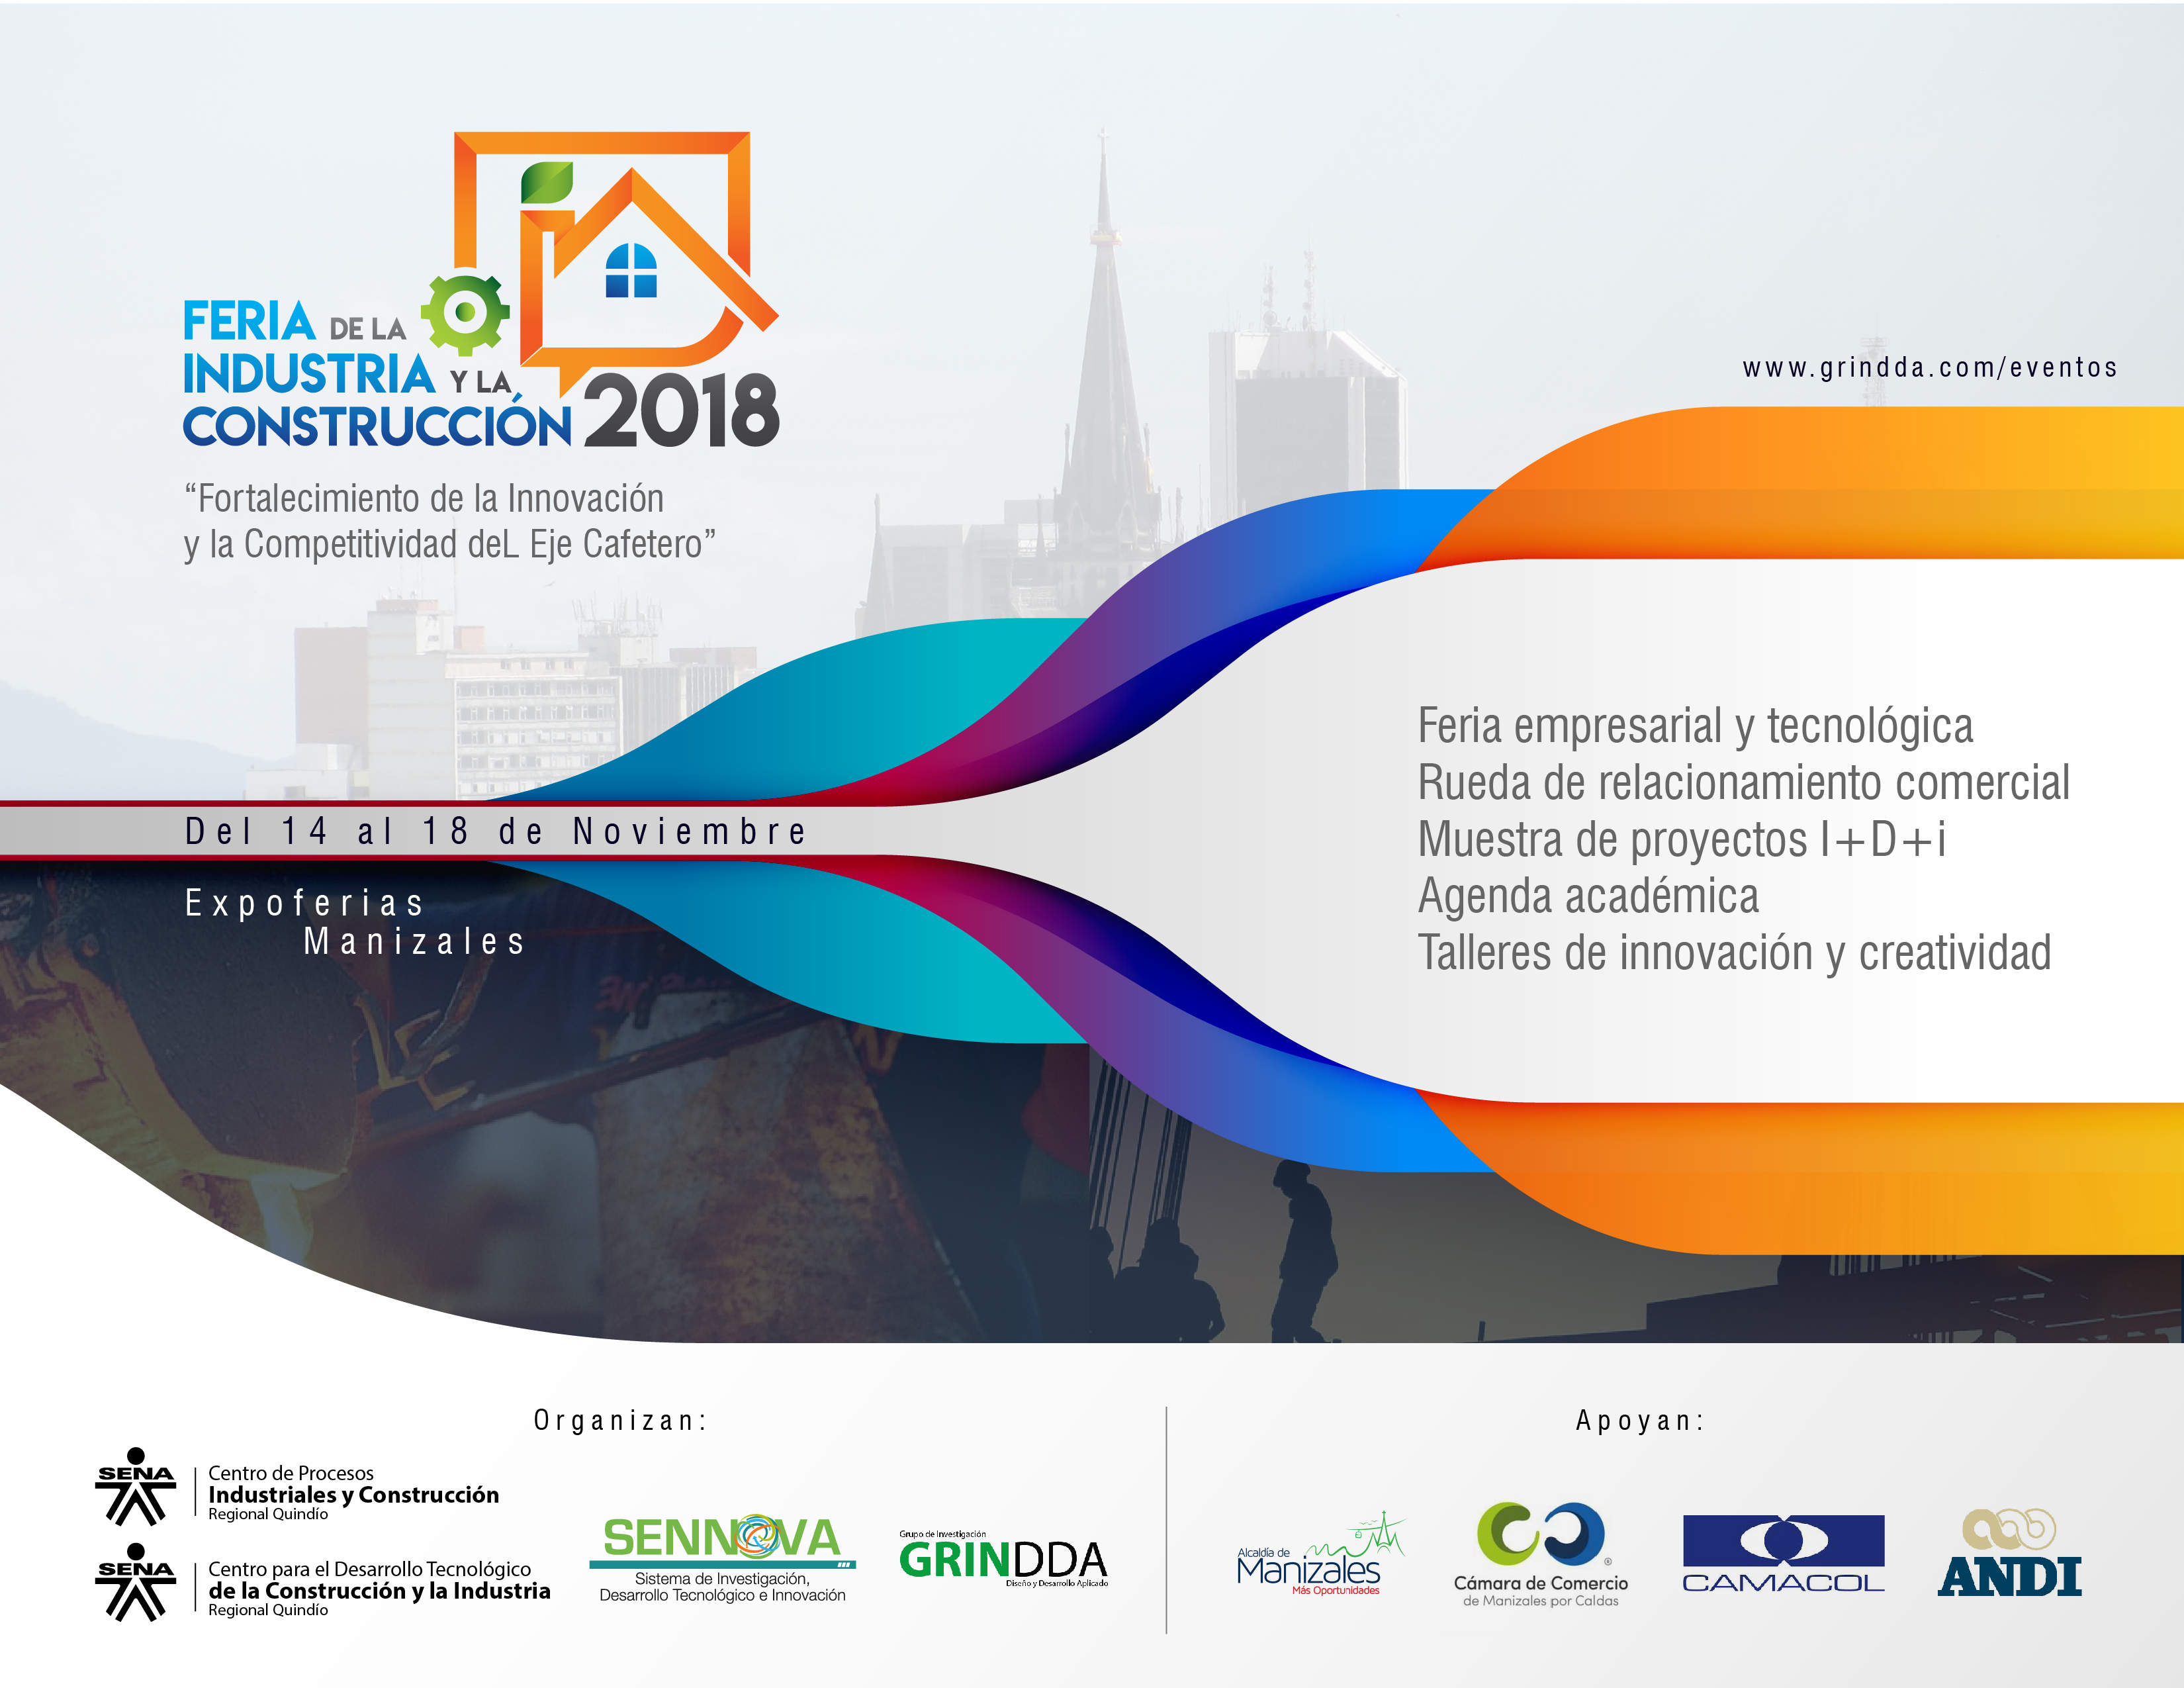 FERIA DE LA
INDUSTRIA Y LA
CONSTRUCCIÓN 2018
“Fortalecimiento de la Innovación
y la Competitividad deL Eje Cafetero”
www.grindda.com/eventos
Del 14 al 18 de Noviembre
Expoferias
Manizales
Feria empresarial y tecnológica
Rueda de relacionamiento comercial
Muestra de proyectos I+D+i
Agenda académica
Talleres de innovación y creatividad
Organizan:
SENA
Centro de Procesos
Industriales y Construcción
Regional Quindío
SENA
Centro para el Desarrollo Tecnológico
de la Construcción y la Industria
Regional Quindío
SENNOVA
Sistema de Investigación,
Desarrollo Tecnológico e Innovación
Grupo de Investigación
GRINDDA
Diseño y Desarrollo Aplicado
Apoyan:
Alcaldía de
Manizales
Más Oportunidades
Cámara de Comercio
de Manizales por Caldas
CAMACOL
ANDI